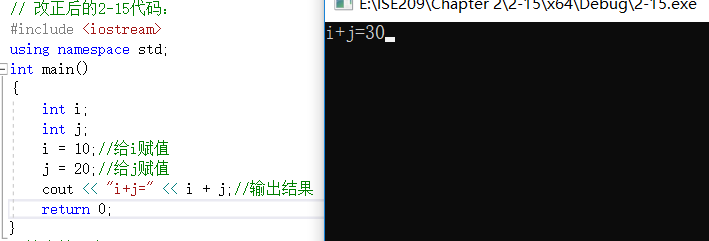 // 改正后的2-15代码：
#include <iostream>
using namespace std;
int main()
{
int i;
int j;
i = 10;//给i赋值
j = 20;//给j赋值
cout << "i+j=" << i + j;//输出结果
return 0;
}
E:\ISE209\Chapter 2\2-15\x64\Debug\2-15.exe
i+j=30